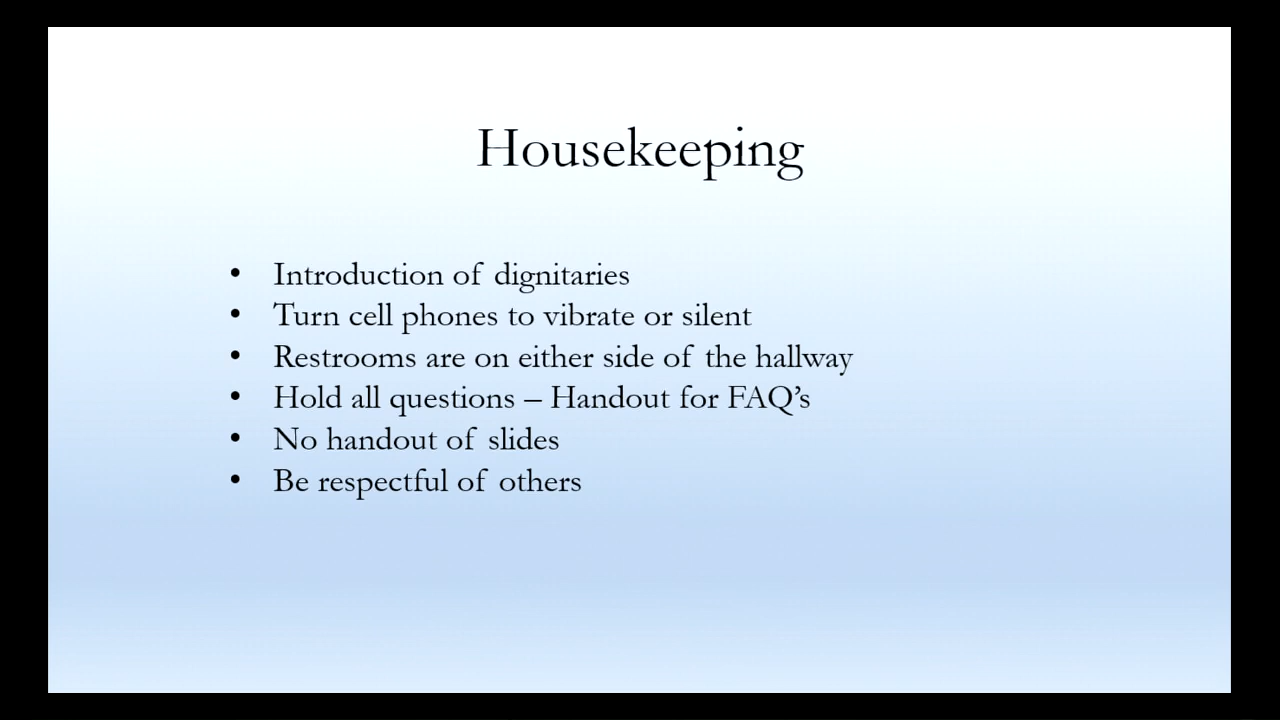 Housekeeping
• Introduction of dignitaries
• Turn cell phones to vibrate or silent
• Restrooms are on either side of the hallway
• Hold all questions – Handout for FAQ’s
• No handout of slides
• Be respectful of others